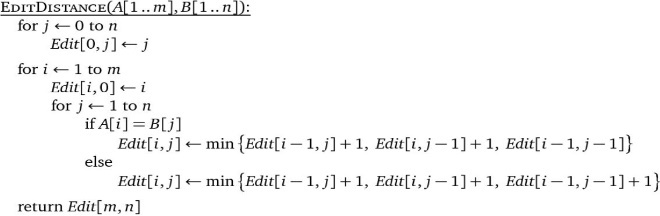 EDITDISTANCE(A[1..m],B[1..n]):
for j ← 0 to n
Edit[0, j] ← j
for i ← 1 to m
Edit[i, 0] ← i
for j ← 1 to n
if A[i] = B[j]
Edit[i, j] ← min {Edit[i − 1, j] + 1, Edit[i, j − 1] + 1, Edit[i − 1, j − 1]}
else
Edit[i, j] ← min {Edit[i − 1, j] + 1, Edit[i, j − 1] + 1, Edit[i − 1, j − 1] + 1}
return Edit[m, n]